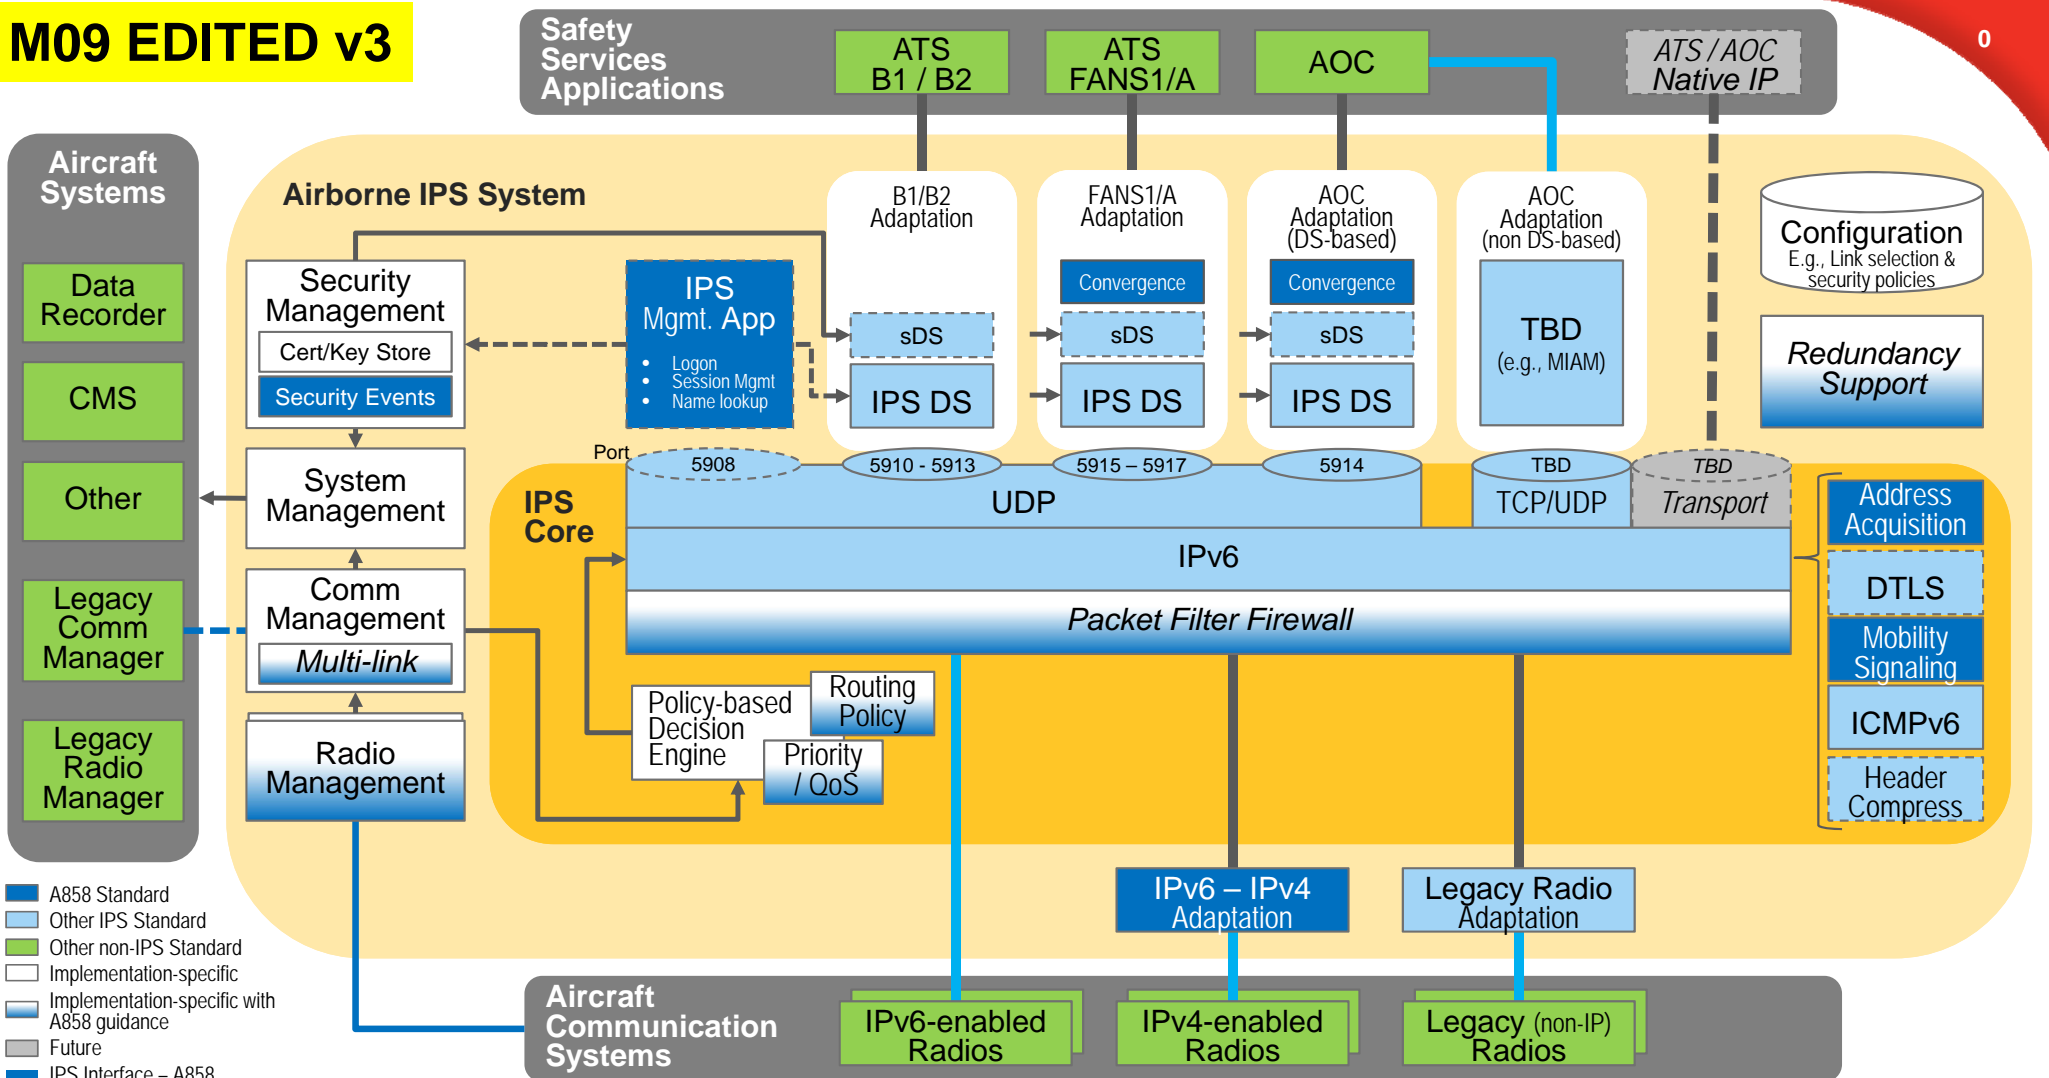 M09 EDITED v3
0
Safety
Services
Applications
ATS
B1 / B2
ATS
FANS1/A
AOC
ATS / AOC
Native IP
Aircraft
Systems
Data
Recorder
CMS
Other
Legacy
Comm
Manager
Legacy
Radio
Manager
Airborne IPS System
B1/B2
Adaptation
FANS1/A
Adaptation
AOC
Adaptation
(DS-based)
AOC
Adaptation
(non DS-based)
Configuration
E.g., Link selection &
security policies
Redundancy
Support
Security
Management
Cert/Key Store
Security Events
IPS
Mgmt. App
• Logon
• Session Mgmt
• Name lookup
sDS
IPS DS
Convergence
sDS
IPS DS
Convergence
sDS
IPS DS
TBD
(e.g., MIAM)
System
Management
Comm
Management
Multi-link
Radio
Management
Port
5908
5910 - 5913
5915 – 5917
5914
TBD
TBD
IPS
Core
UDP
TCP/UDP
Transport
IPv6
Packet Filter Firewall
Policy-based
Decision
Engine
Routing
Policy
Priority
/ QoS
Address
Acquisition
DTLS
Mobility
Signaling
ICMPv6
Header
Compress
IPv6 – IPv4
Adaptation
Legacy Radio
Adaptation
Aircraft
Communication
Systems
IPv6-enabled
Radios
IPv4-enabled
Radios
Legacy (non-IP)
Radios
A858 Standard
Other IPS Standard
Other non-IPS Standard
Implementation-specific
Implementation-specific with
A858 guidance
Future
IPS Interface – A858